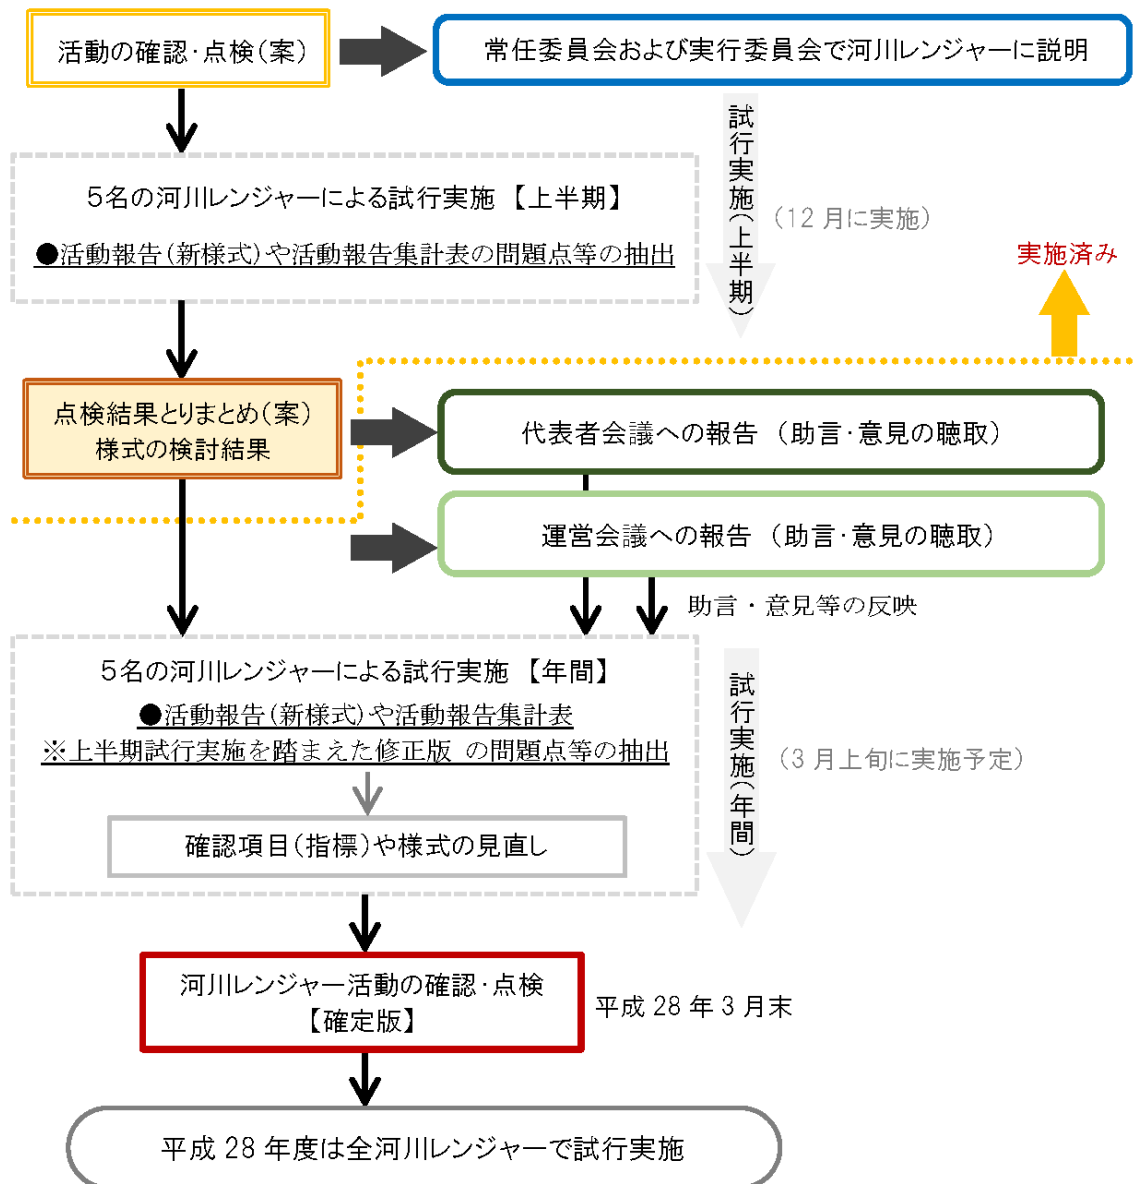 活動の確認・点検(案)
常任委員会および実行委員会で河川レンジャーに説明
試行実施(上半期)
(12月に実施)
5名の河川レンジャーによる試行実施 【上半期】
●活動報告(新様式)や活動報告集計表の問題点等の抽出
実施済み
点検結果とりまとめ(案)
様式の検討結果
代表者会議への報告 (助言・意見の聴取)
運営会議への報告 (助言・意見の聴取)
助言・意見等の反映
5名の河川レンジャーによる試行実施 【年間】
●活動報告(新様式)や活動報告集計表
※上半期試行実施を踏まえた修正版 の問題点等の抽出
確認項目(指標)や様式の見直し
試行実施(年間)
(3月上旬に実施予定)
河川レンジャー活動の確認・点検
【確定版】
平成28年3月末
平成28年度は全河川レンジャーで試行実施